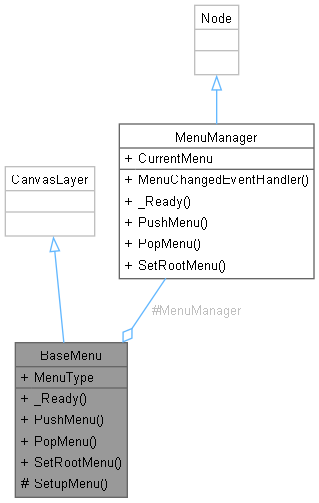 Node
MenuManager
+ CurrentMenu
+ MenuChangedEventHandler()
+ _Ready()
+ PushMenu()
+ PopMenu()
+ SetRootMenu()
CanvasLayer
#MenuManager
BaseMenu
+ MenuType
+ _Ready()
+ PushMenu()
+ PopMenu()
+ SetRootMenu()
# SetupMenu()